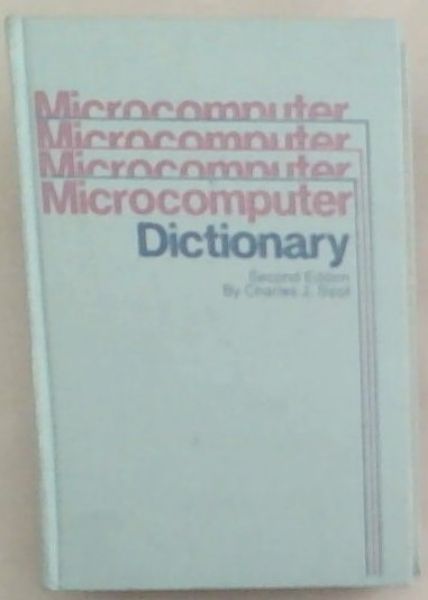 Microcomputer
Microcomputer
Microcomputer
Microcomputer
Dictionary
Second Edition
By Charles J. Sippl